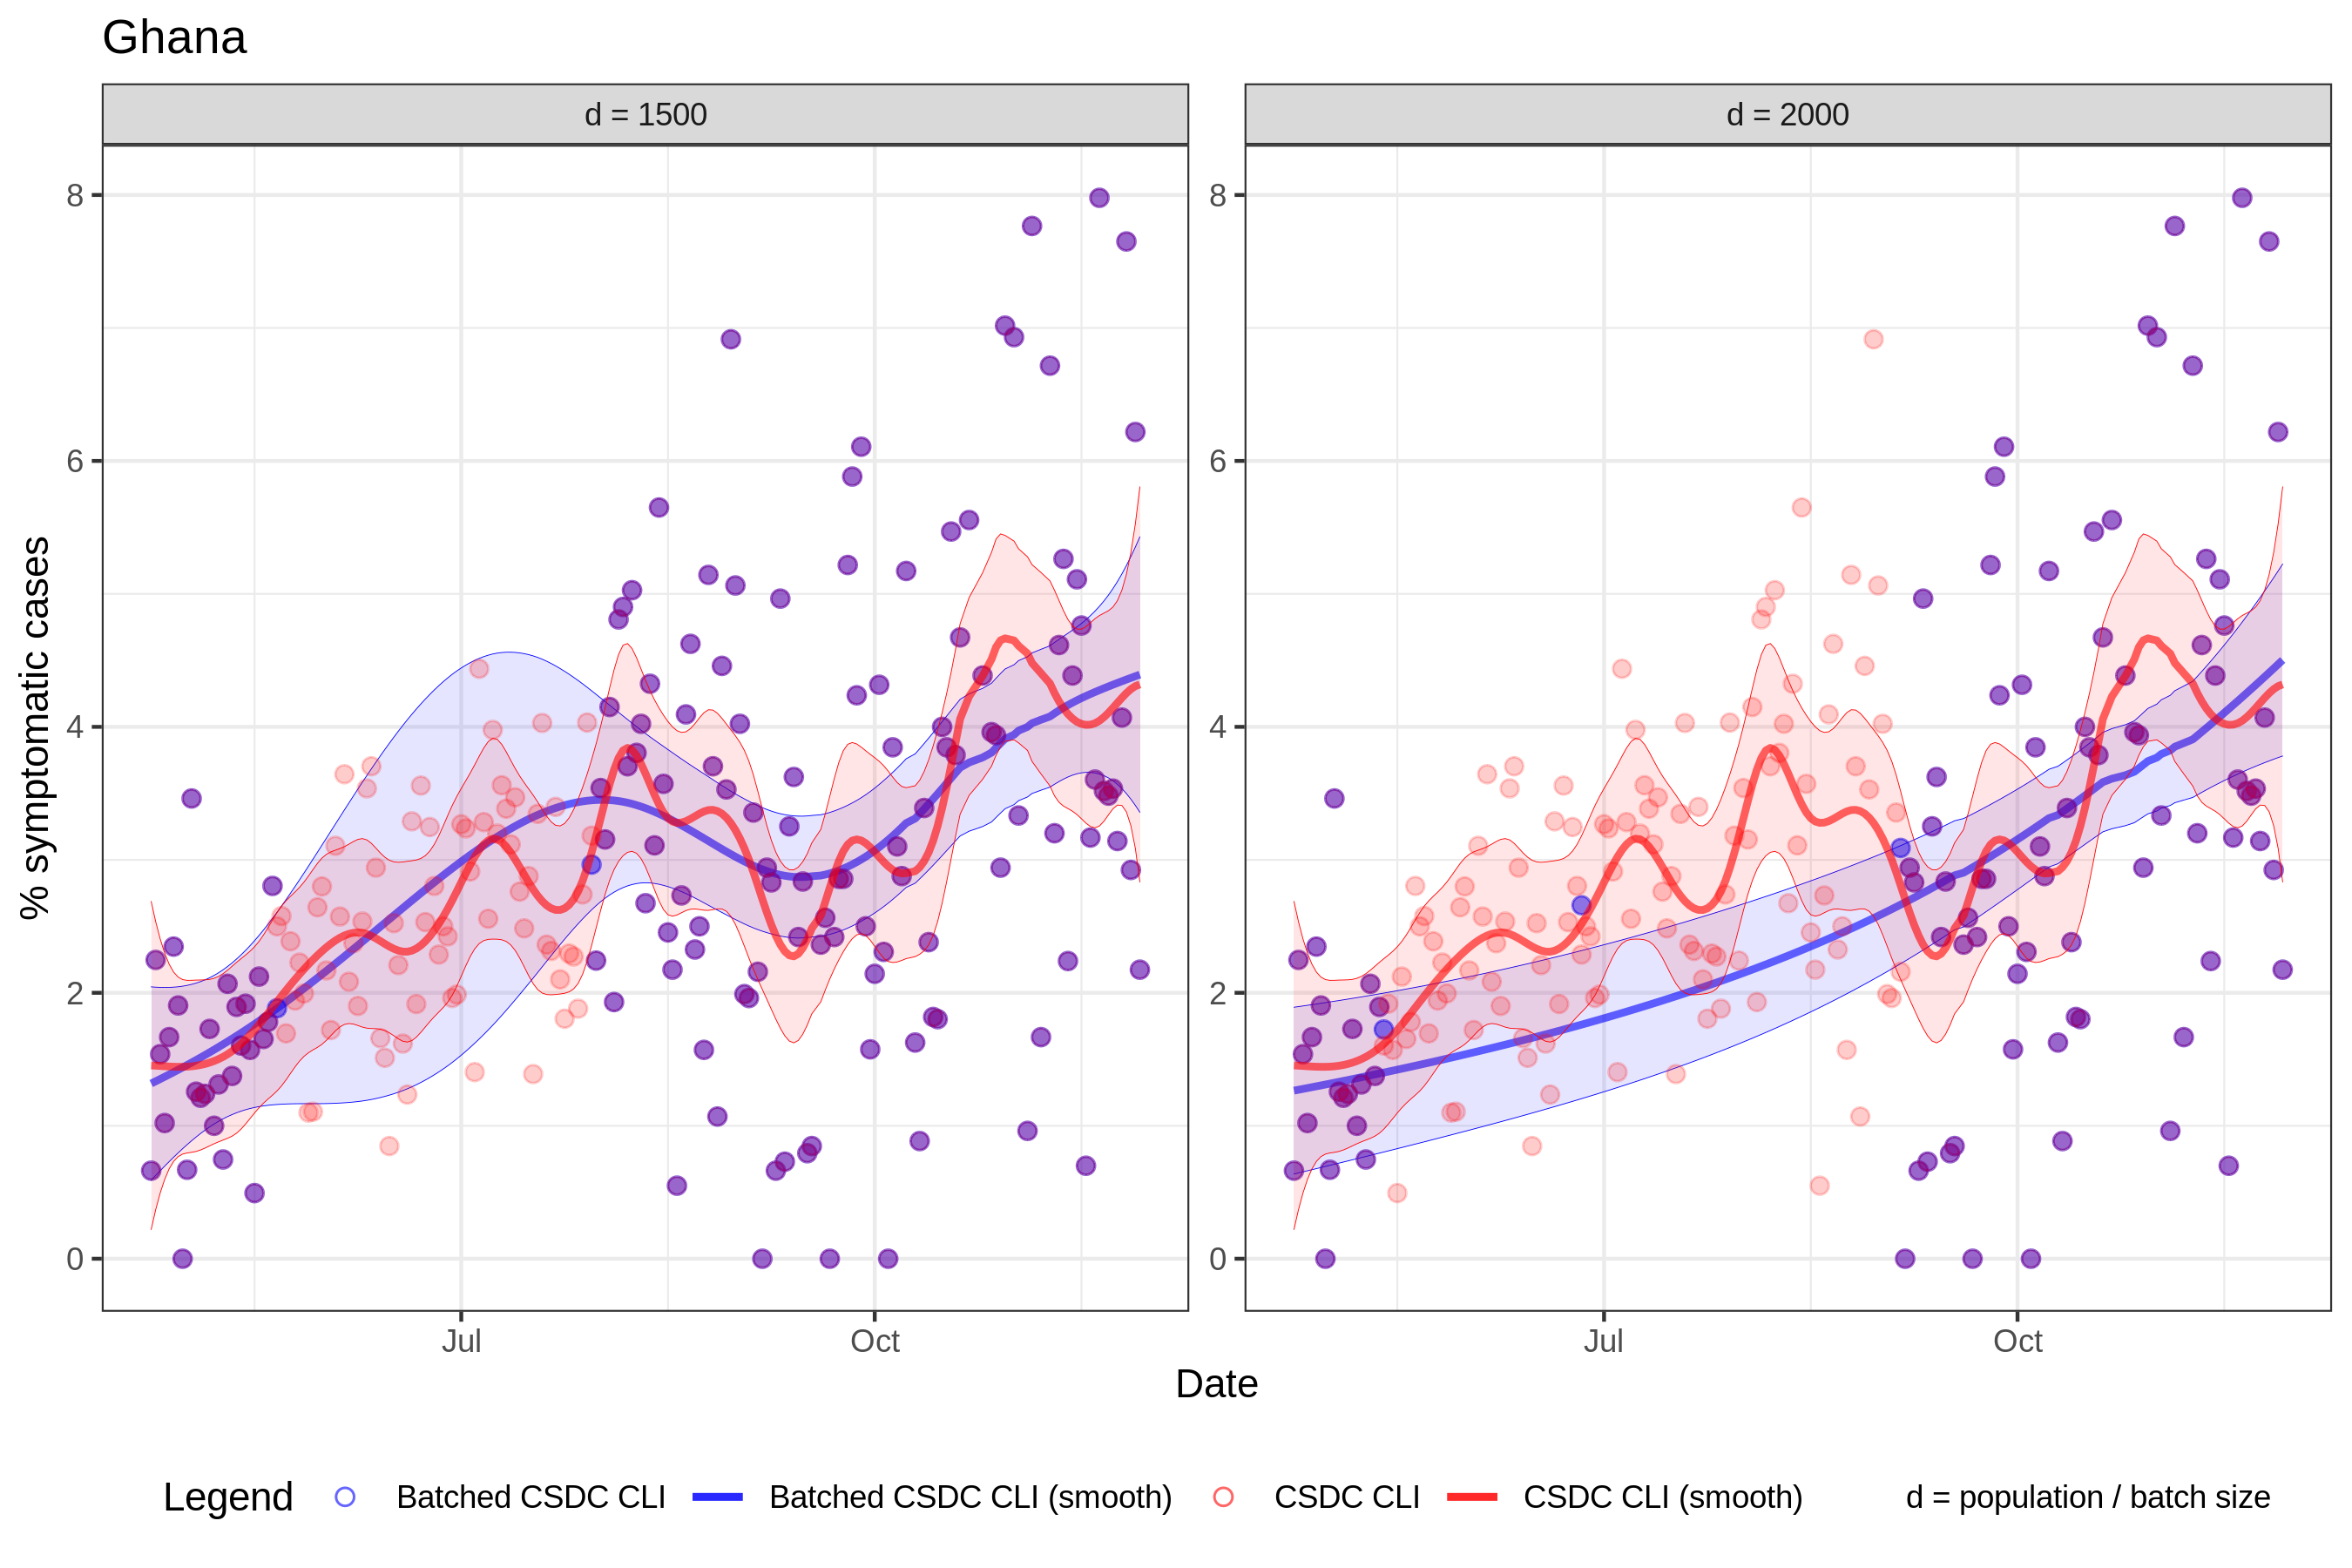 Ghana
d = 1500
d = 2000
% symptomatic cases
8
6
4
2
0
8
6
4
2
0
Jul
Oct
Jul
Oct
Date
Legend
Batched CSDC CLI
Batched CSDC CLI (smooth)
CSDC CLI
CSDC CLI (smooth)
d = population / batch size